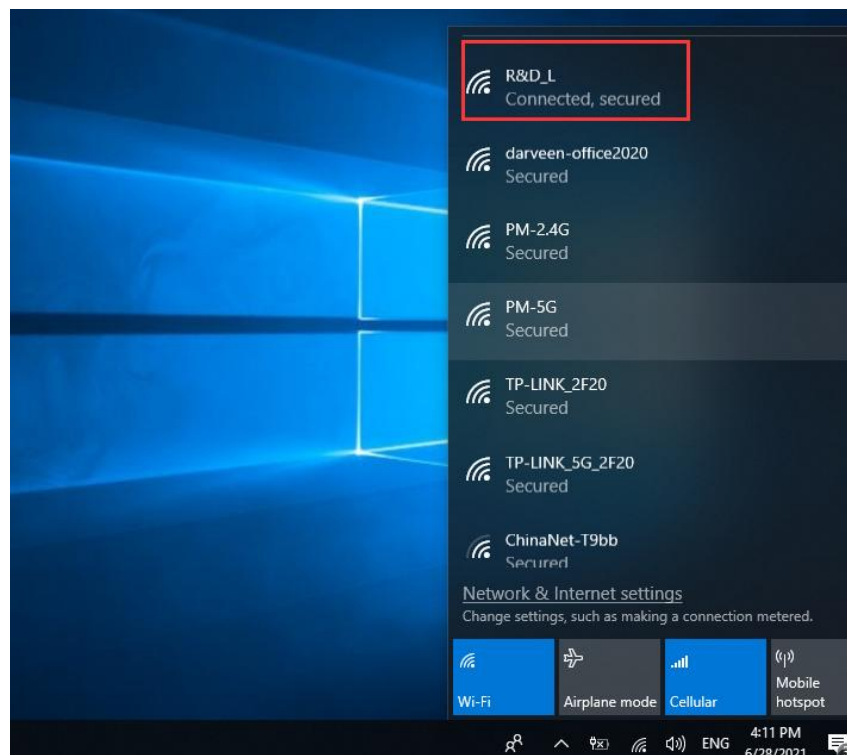 R&D_L
Connected, secured
darveen-office2020
Secured
PM-2.4G
Secured
PM-5G
Secured
TP-LINK_2F20
Secured
TP-LINK_5G_2F20
Secured
ChinaNet-T9bb
Secured
Network & Internet settings
Change settings, such as making a connection metered.
Wi-Fi
Airplane mode
Cellular
Mobile
hotspot
ENG
4:11 PM
6/28/2021